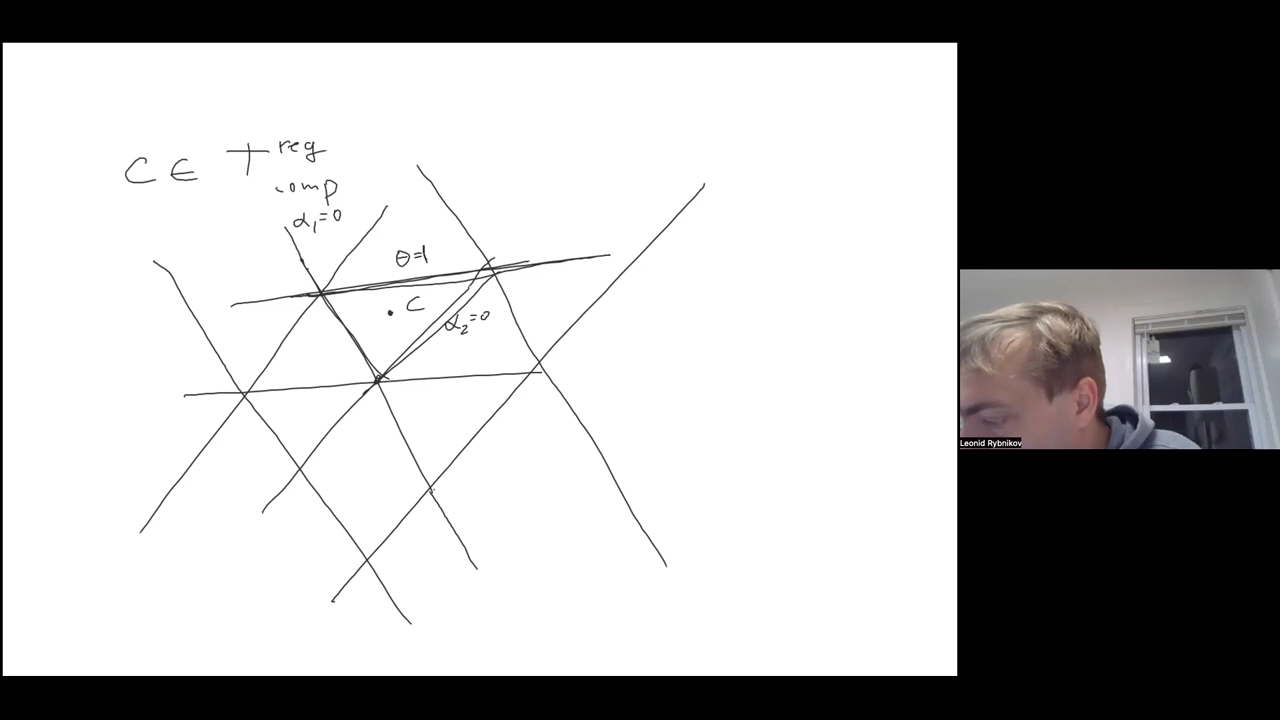 C ∈ T reg
comp
α₁=0
θ=1
C
α₂=0
Leonid Rybnikov